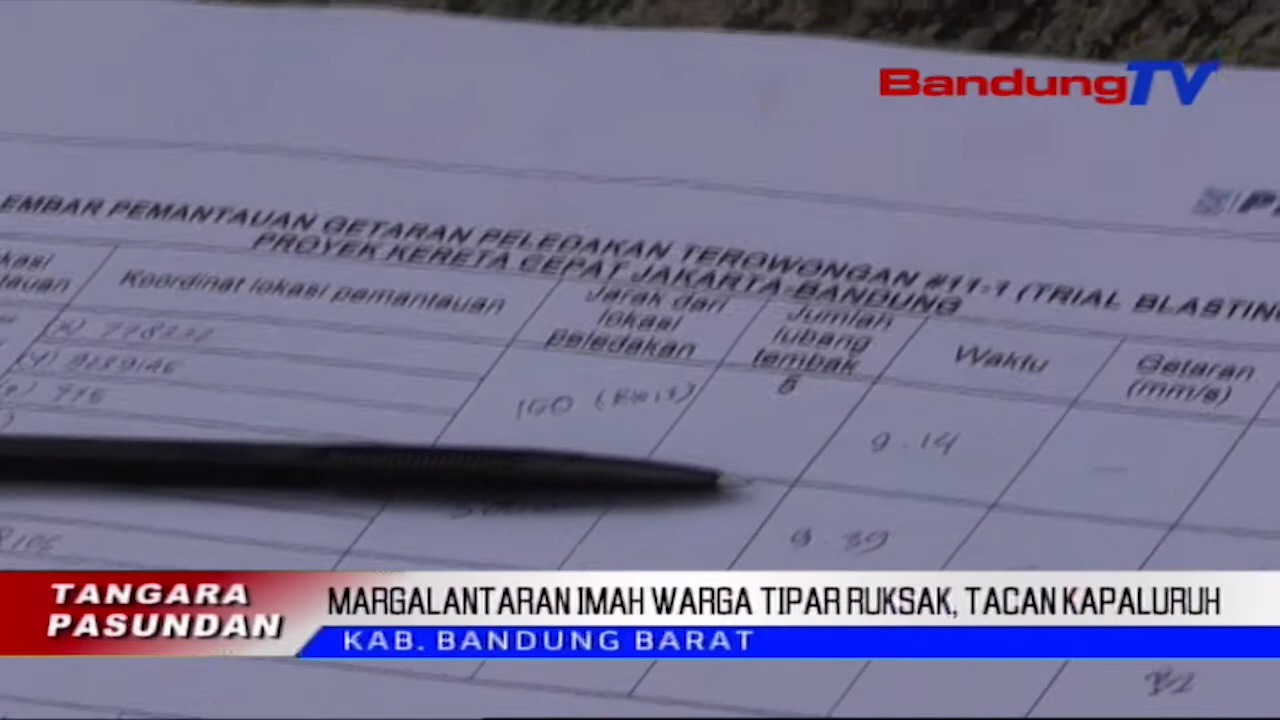 BandungTV
EMBAR PEMANTAUAN GETARAN PELEDAKAN TEROWONGAN #11-1 (TRIAL BLASTIN
PROYEK KERETA CEPAT JAKARTA-BANDUNG
Koordinat lokasi pemantauan
Jarak dari
lokasi
peledakan
Jumlah
lubang
tembak
5
Waktu
Getaran
(mm/s)
9.14
9.39
TANGARA
PASUNDAN
MARGALANTARAN IMAH WARGA TIPAR RUKSAK, TACAN KAPALURUH
KAB. BANDUNG BARAT